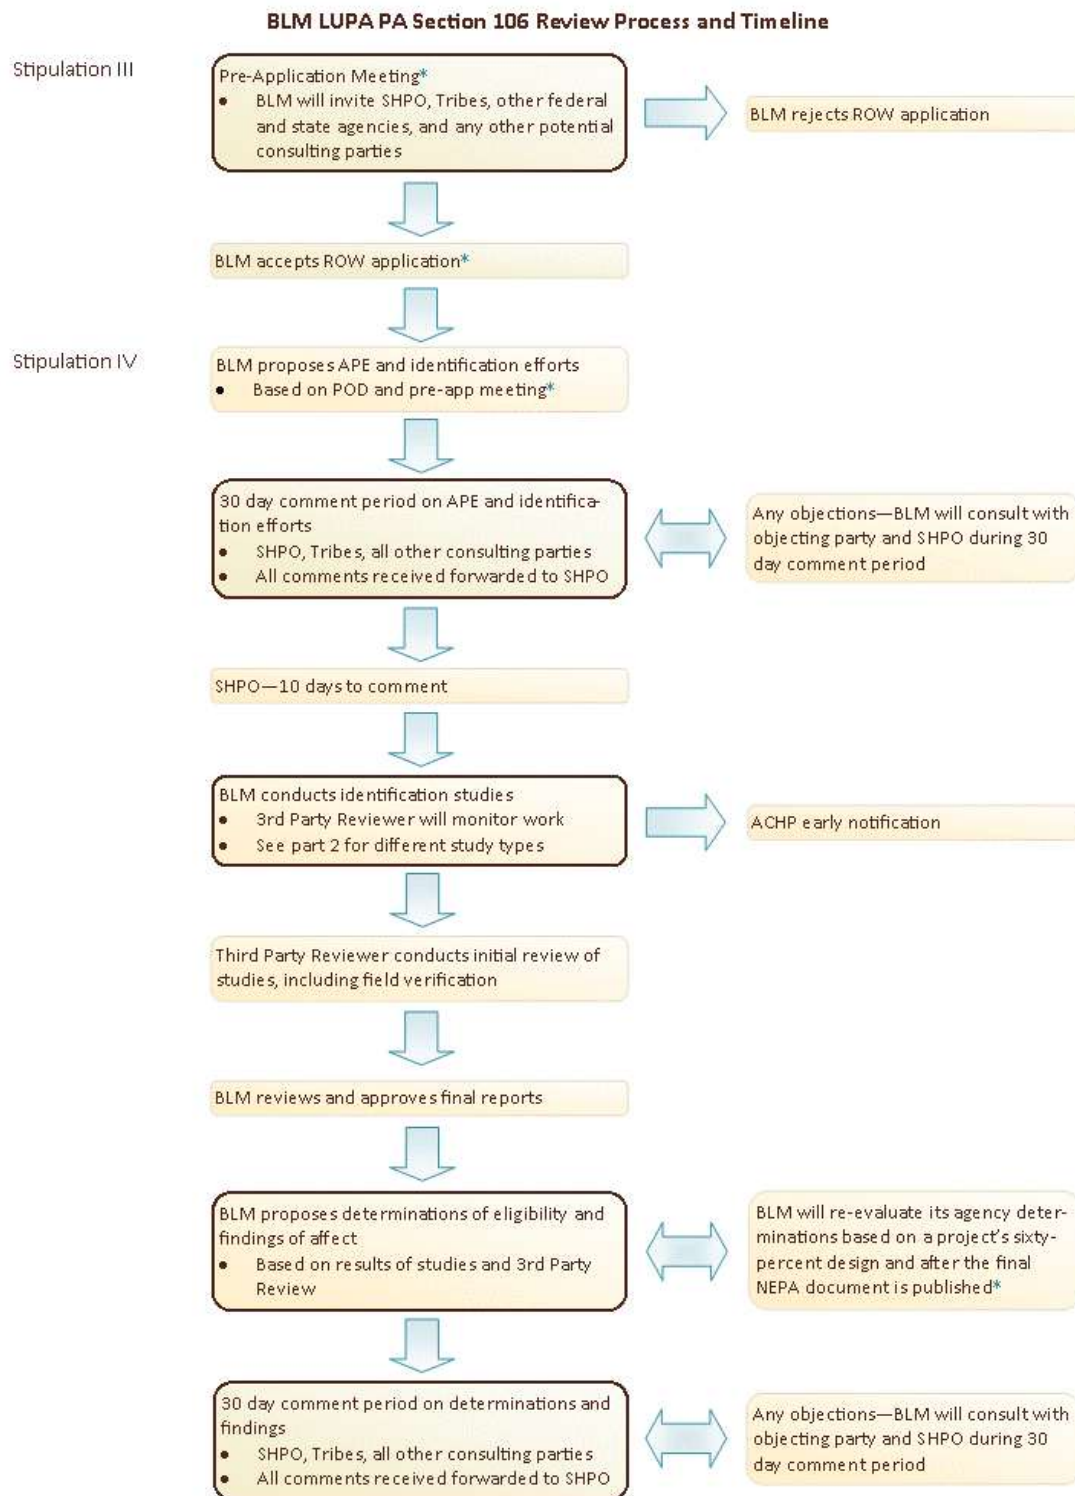 BLM LUPA PA Section 106 Review Process and Timeline
Stipulation III
Pre-Application Meeting*
• BLM will invite SHPO, Tribes, other federal
and state agencies, and any other potential
consulting parties
BLM rejects ROW application
BLM accepts ROW application*
Stipulation IV
BLM proposes APE and identification efforts
• Based on POD and pre-app meeting*
30 day comment period on APE and identifica-
tion efforts
• SHPO, Tribes, all other consulting parties
• All comments received forwarded to SHPO
Any objections—BLM will consult with
objecting party and SHPO during 30
day comment period
SHPO—10 days to comment
BLM conducts identification studies
• 3rd Party Reviewer will monitor work
• See part 2 for different study types
ACHP early notification
Third Party Reviewer conducts initial review of
studies, including field verification
BLM reviews and approves final reports
BLM proposes determinations of eligibility and
findings of affect
• Based on results of studies and 3rd Party
Review
BLM will re-evaluate its agency deter-
minations based on a project's sixty-
percent design and after the final
NEPA document is published*
30 day comment period on determinations and
findings
• SHPO, Tribes, all other consulting parties
• All comments received forwarded to SHPO
Any objections—BLM will consult with
objecting party and SHPO during 30
day comment period